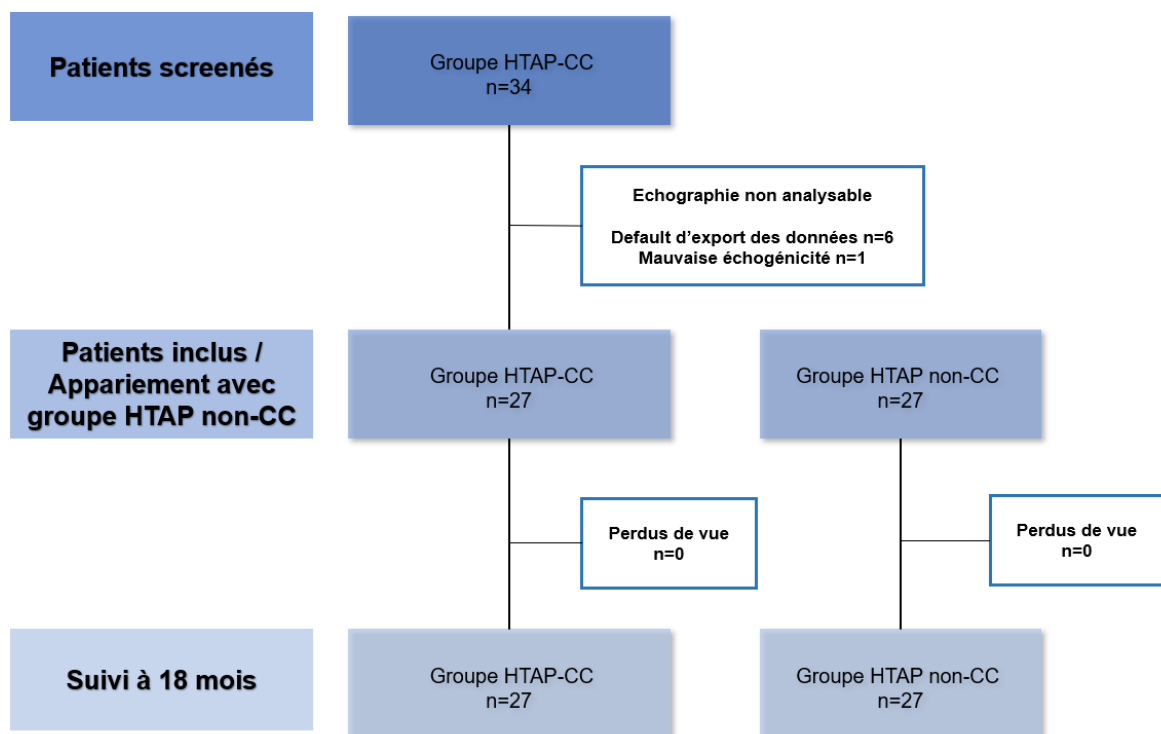 Patients screenés
Groupe HTAP-CC
n=34
Echographie non analysable
Default d'export des données n=6
Mauvaise échogénicité n=1
Patients inclus /
Appariement avec
groupe HTAP non-CC
Groupe HTAP-CC
n=27
Groupe HTAP non-CC
n=27
Perdus de vue
n=0
Perdus de vue
n=0
Suivi à 18 mois
Groupe HTAP-CC
n=27
Groupe HTAP non-CC
n=27